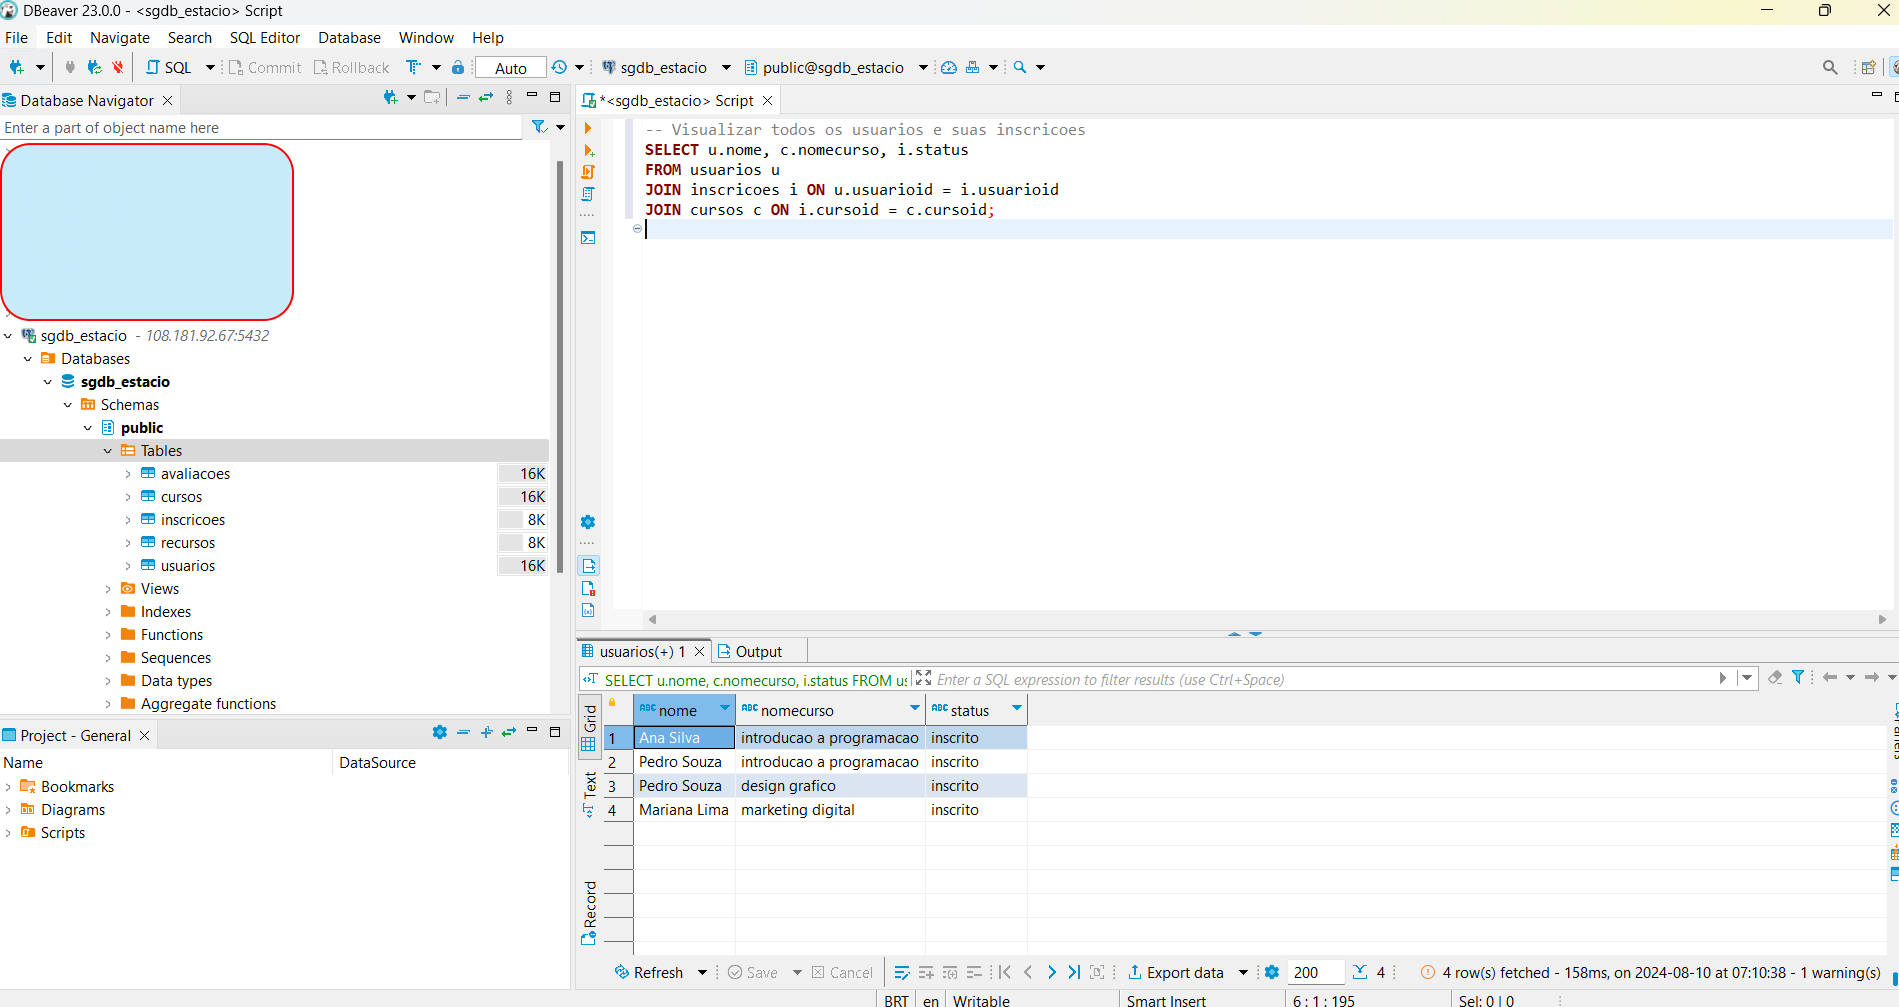 DBeaver 23.0.0 - <sgdb_estacio> Script
File Edit Navigate Search SQL Editor Database Window Help
SQL Commit Rollback Auto sgdb_estacio public@sgdb_estacio
Database Navigator
Enter a part of object name here
sgdb_estacio - 108.181.92.67:5432
Databases
sgdb_estacio
Schemas
public
Tables
avaliacoes 16K
cursos 16K
inscricoes 8K
recursos 8K
usuarios 16K
Views
Indexes
Functions
Sequences
Data types
Aggregate functions
Project - General
Name DataSource
Bookmarks
Diagrams
Scripts
*<sgdb_estacio> Script
-- Visualizar todos os usuarios e suas inscricoes
SELECT u.nome, c.nomecurso, i.status
FROM usuarios u
JOIN inscricoes i ON u.usuarioid = i.usuarioid
JOIN cursos c ON i.cursoid = c.cursoid;
usuarios(+) 1 Output
SELECT u.nome, c.nomecurso, i.status FROM us Enter a SQL expression to filter results (use Ctrl+Space)
Grid
Text
Record
ABC nome ABC nomecurso ABC status
1 Ana Silva introducao a programacao inscrito
2 Pedro Souza introducao a programacao inscrito
3 Pedro Souza design grafico inscrito
4 Mariana Lima marketing digital inscrito
Refresh Save Cancel Export data 200 4 4 row(s) fetched - 158ms, on 2024-08-10 at 07:10:38 - 1 warning(s)
BRT en Writable Smart Insert 6 : 1 : 195 Sel: 0 | 0